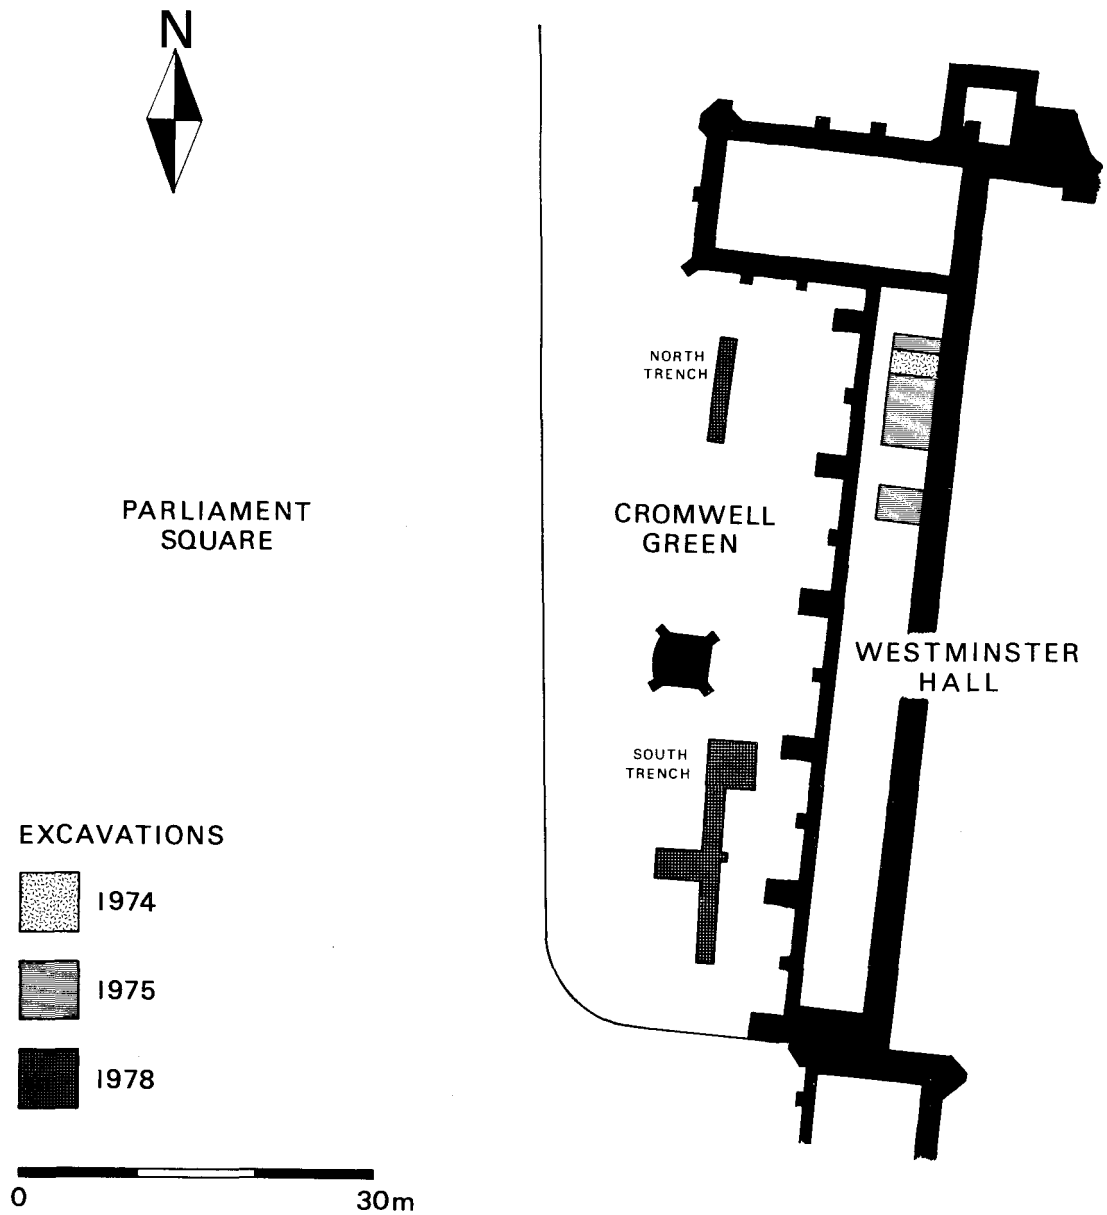 N
NORTH
TRENCH
PARLIAMENT
SQUARE
CROMWELL
GREEN
WESTMINSTER
HALL
SOUTH
TRENCH
EXCAVATIONS
1974
1975
1978
0 30m